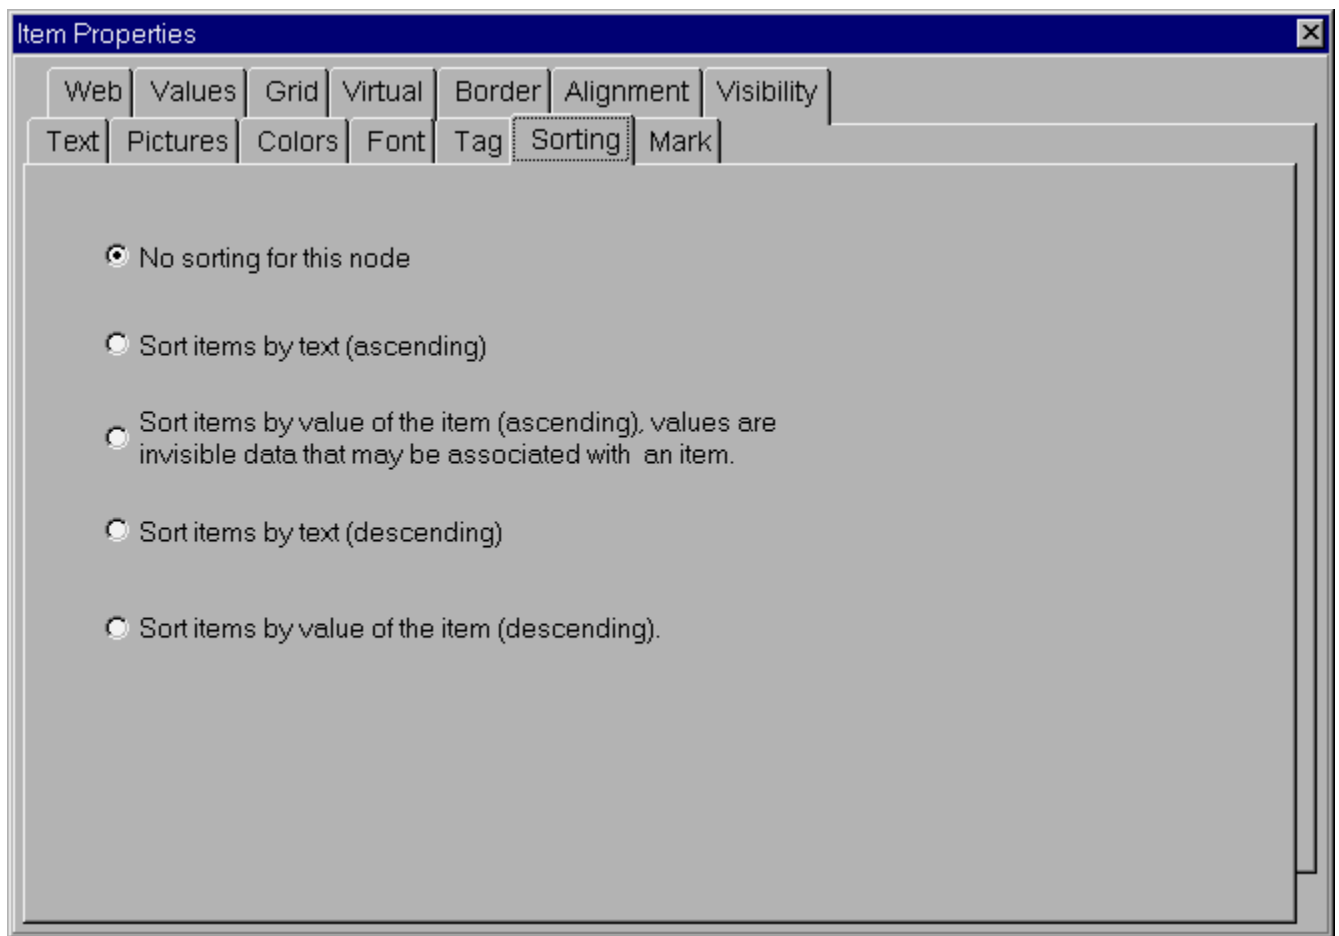 Item Properties
Web Values Grid Virtual Border Alignment Visibility
Text Pictures Colors Font Tag Sorting Mark
No sorting for this node
Sort items by text (ascending)
Sort items by value of the item (ascending), values are
invisible data that may be associated with  an item.
Sort items by text (descending)
Sort items by value of the item (descending).